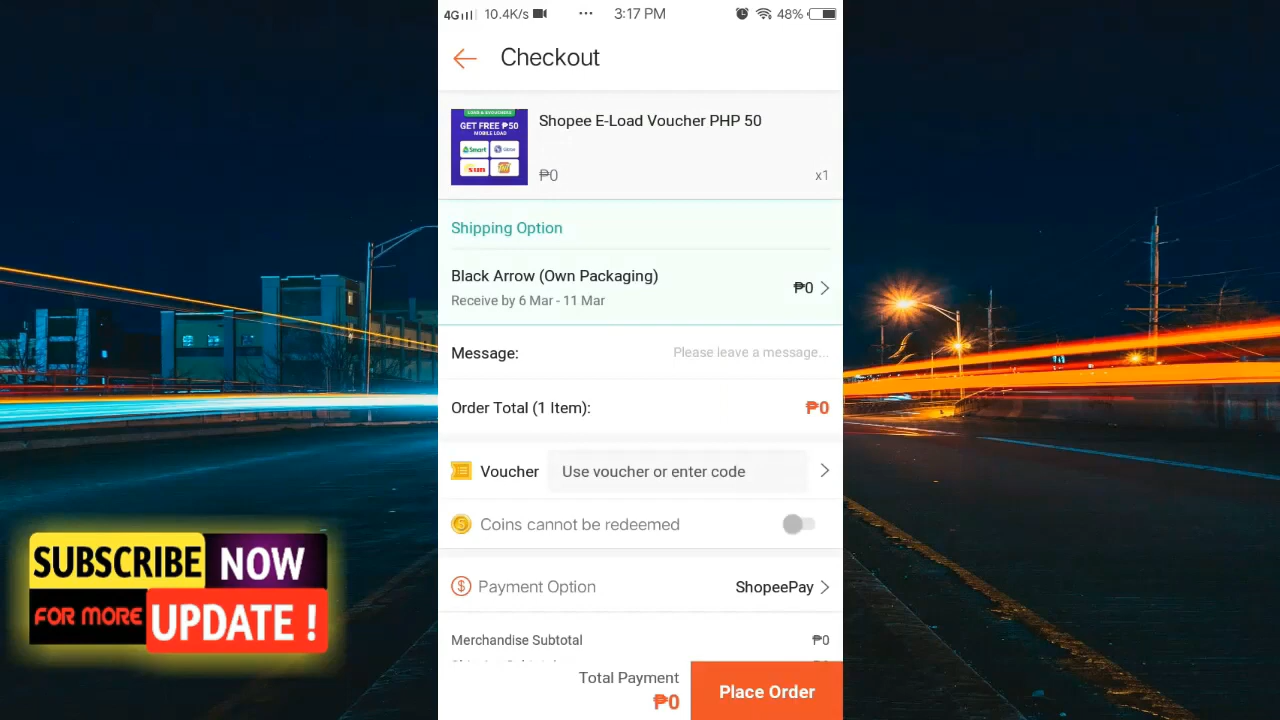 4G 10.4K/s ... 3:17 PM 48%
Checkout
GET FREE ₱50
MOBILE LOAD
Smart Globe
SUN
Shopee E-Load Voucher PHP 50
₱0 x1
Shipping Option
Black Arrow (Own Packaging) ₱0
Receive by 6 Mar - 11 Mar
Message: Please leave a message...
Order Total (1 Item): ₱0
Voucher Use voucher or enter code
Coins cannot be redeemed
Payment Option ShopeePay
Merchandise Subtotal ₱0
Total Payment
₱0
Place Order
SUBSCRIBE NOW
FOR MORE UPDATE !